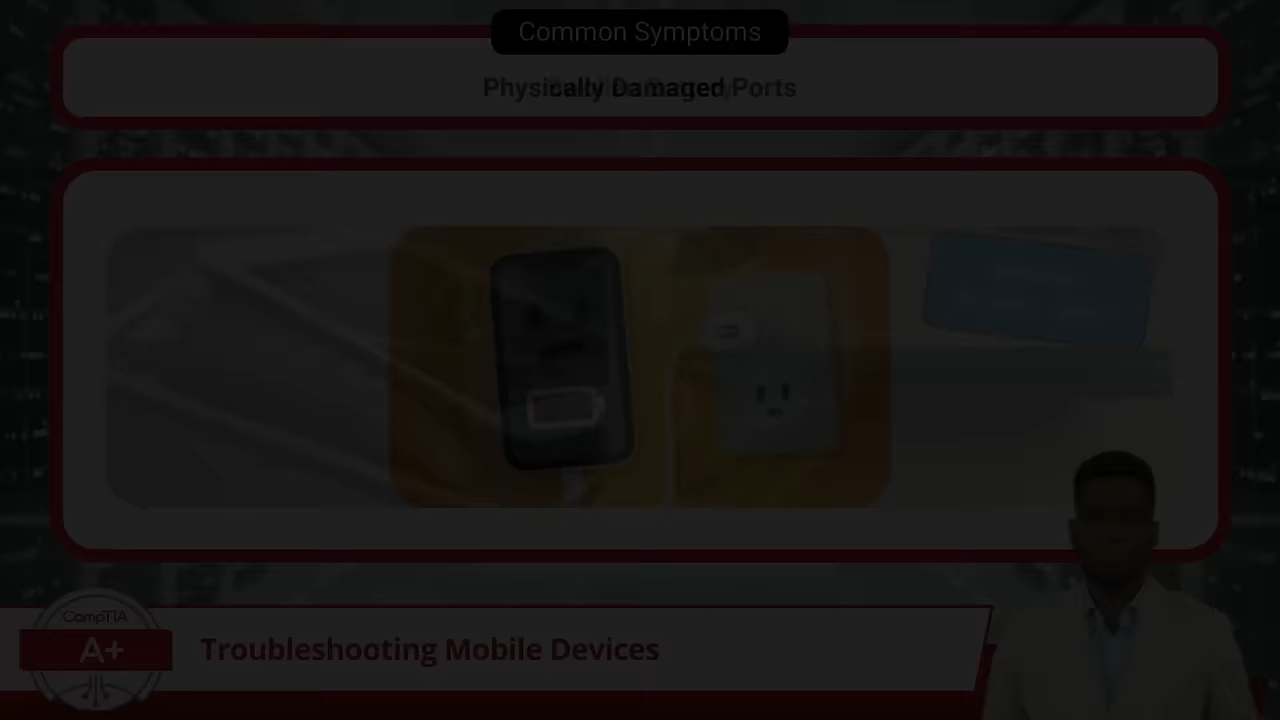 Common Symptoms
Physically Damaged Ports
CompTIA
A+
Troubleshooting Mobile Devices